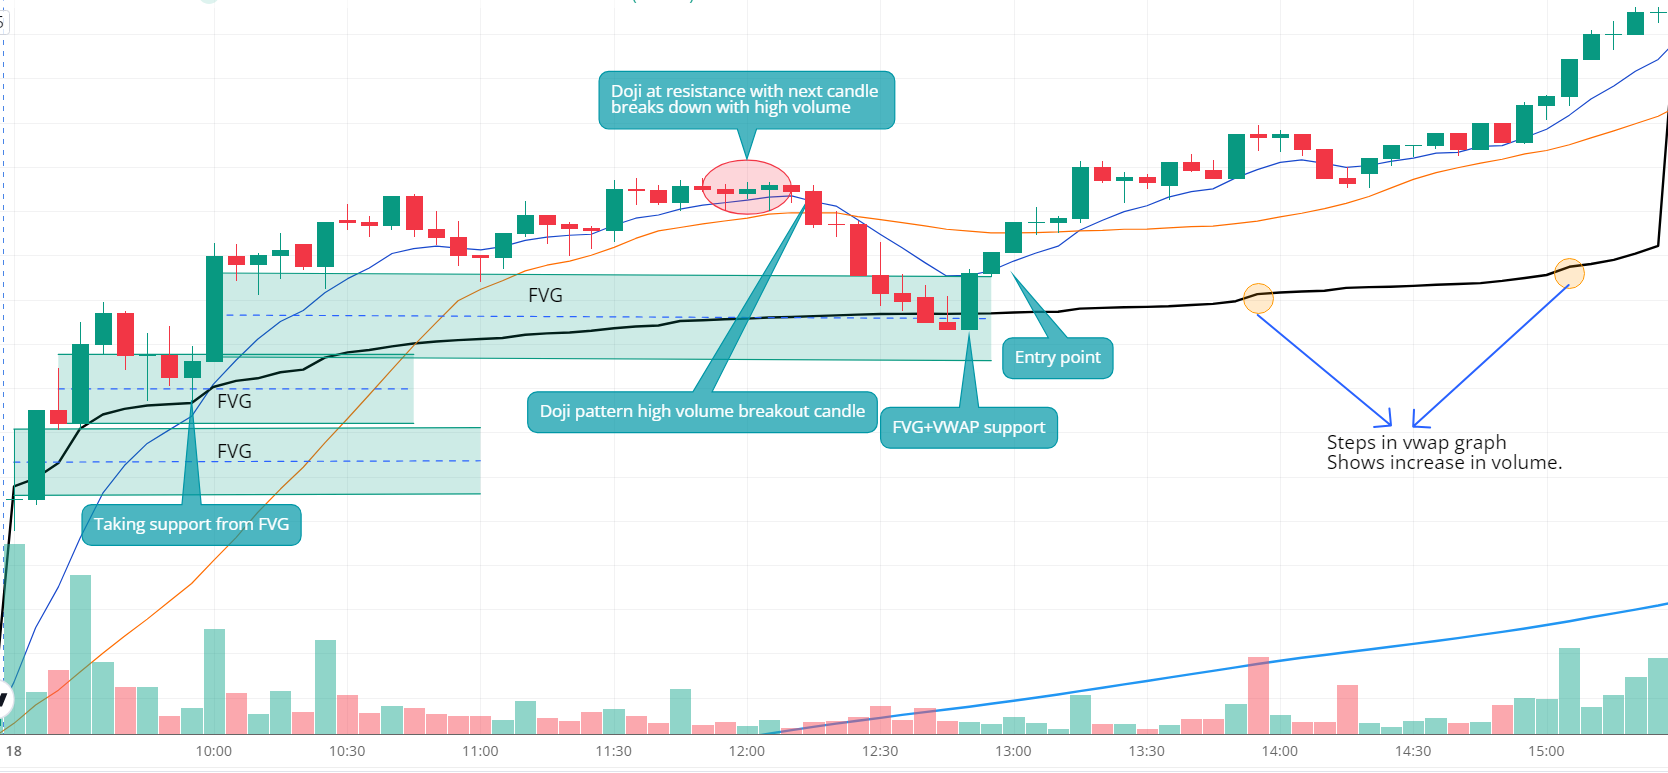 5
Doji at resistance with next candle
breaks down with high volume
FVG
Entry point
FVG
Doji pattern high volume breakout candle
FVG+VWAP support
FVG
Steps in vwap graph
Shows increase in volume.
Taking support from FVG
18 10:00 10:30 11:00 11:30 12:00 12:30 13:00 13:30 14:00 14:30 15:00